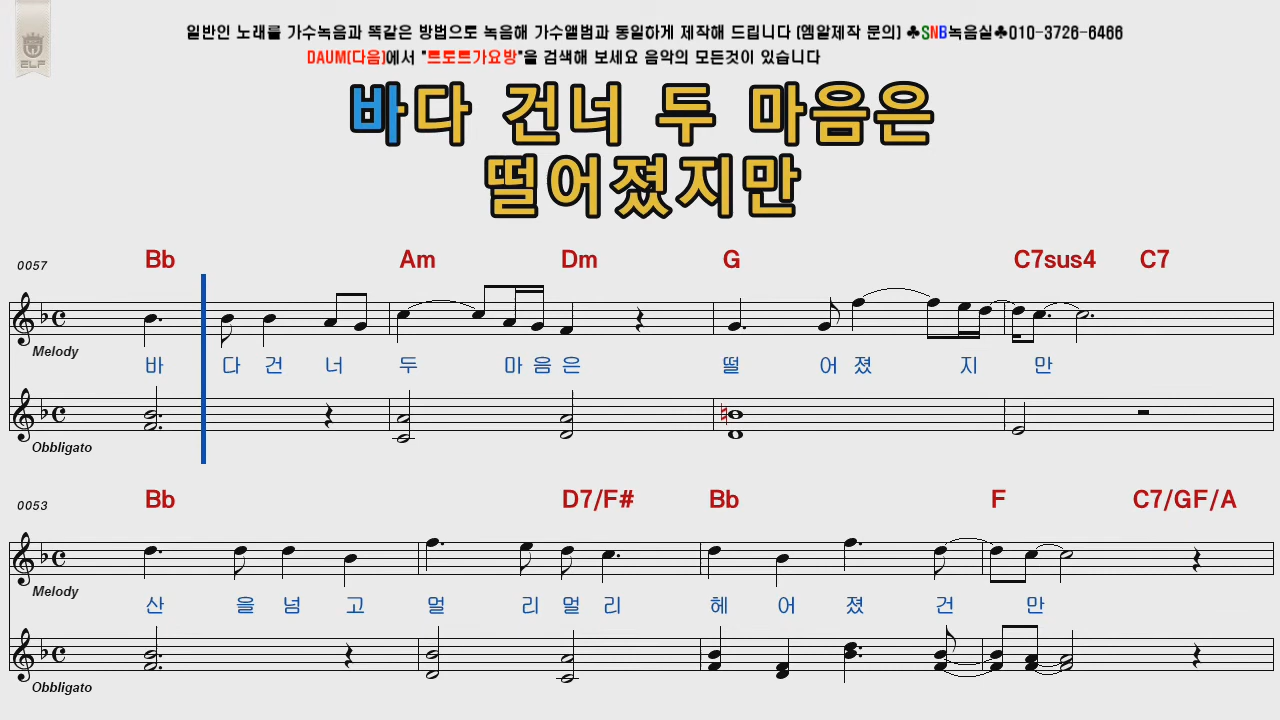 일반인 노래를 가수녹음과 똑같은 방법으로 녹음해 가수앨범과 동일하게 제작해 드립니다 (엠알제작 문의) ♣SNB녹음실♣010-3726-6466
DAUM(다음)에서 "트로트가요방"을 검색해 보세요 음악의 모든것이 있습니다
ELF
바다 건너 두 마음은
떨어졌지만
0057 Bb Am Dm G C7sus4 C7
Melody
바 다 건 너 두 마 음 은 떨 어 졌 지 만
Obbligato
0053 Bb D7/F# Bb F C7/GF/A
Melody
산 을 넘 고 멀 리 멀 리 헤 어 졌 건 만
Obbligato